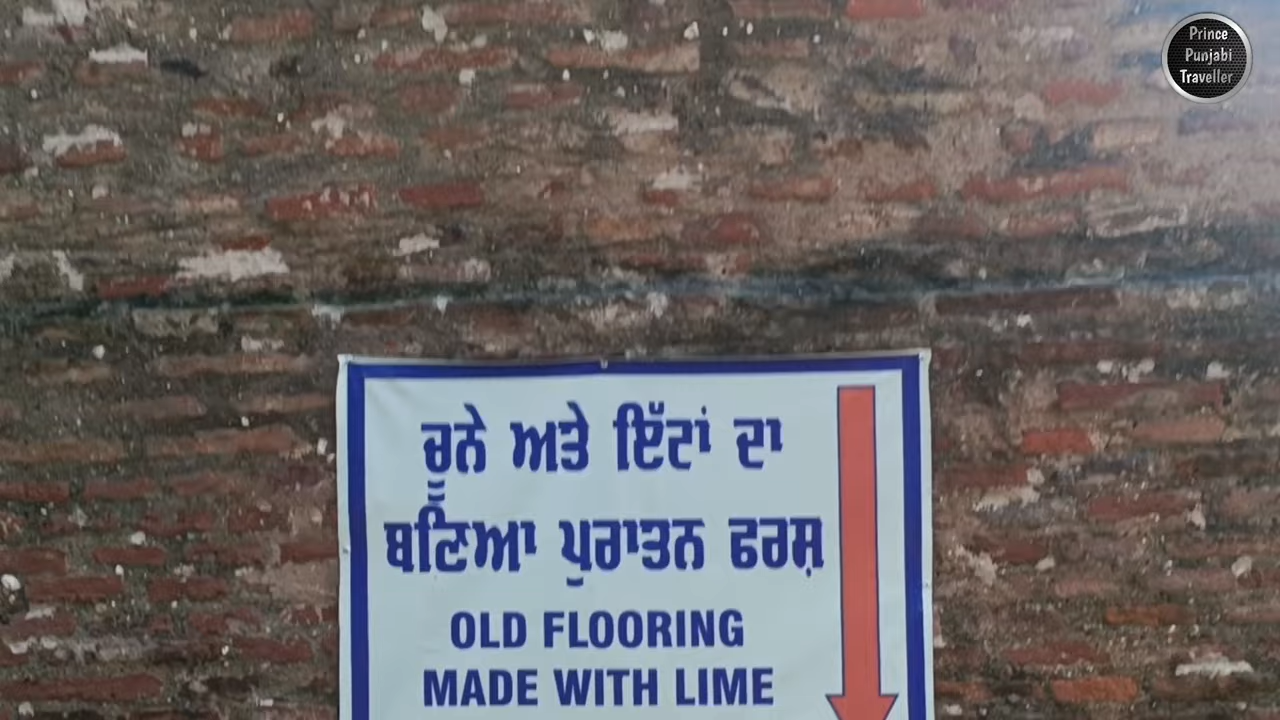 Prince
Punjabi
Traveller
ਚੂਨੇ ਅਤੇ ਇੱਟਾਂ ਦਾ
ਬਣਿਆ ਪੁਰਾਤਨ ਫਰਸ਼
OLD FLOORING
MADE WITH LIME